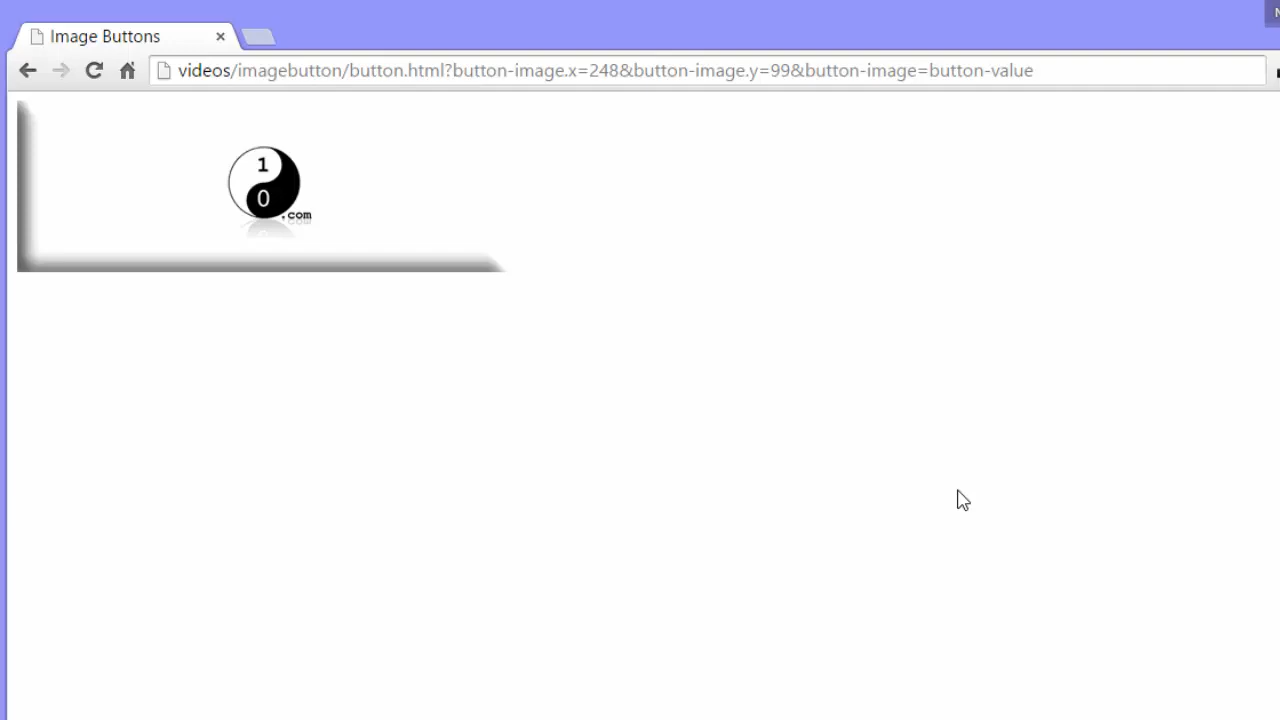 Image Buttons
videos/imagebutton/button.html?button-image.x=248&button-image.y=99&button-image=button-value
1
0
.com